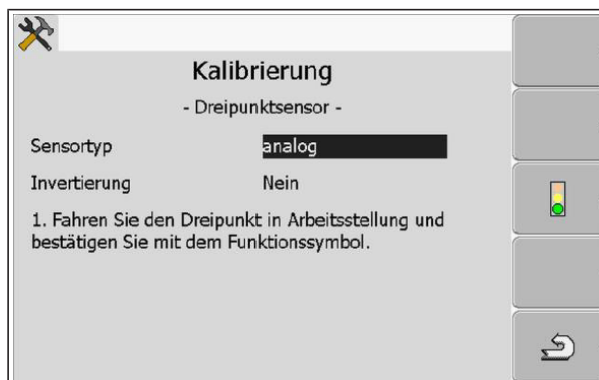 Kalibrierung
- Dreipunktsensor -
Sensortyp analog
Invertierung Nein
1. Fahren Sie den Dreipunkt in Arbeitsstellung und
bestätigen Sie mit dem Funktionssymbol.